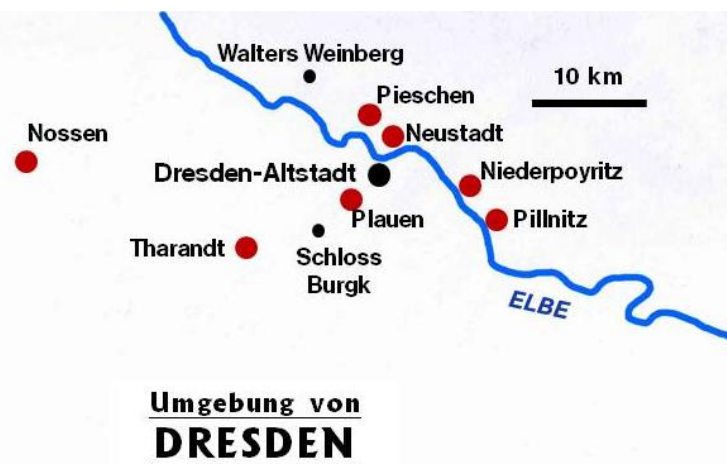 Walters Weinberg
10 km
Pieschen
Nossen
Neustadt
Dresden-Altstadt
Niederpoyritz
Plauen
Pillnitz
Tharandt
Schloss
Burgk
ELBE
Umgebung von
DRESDEN